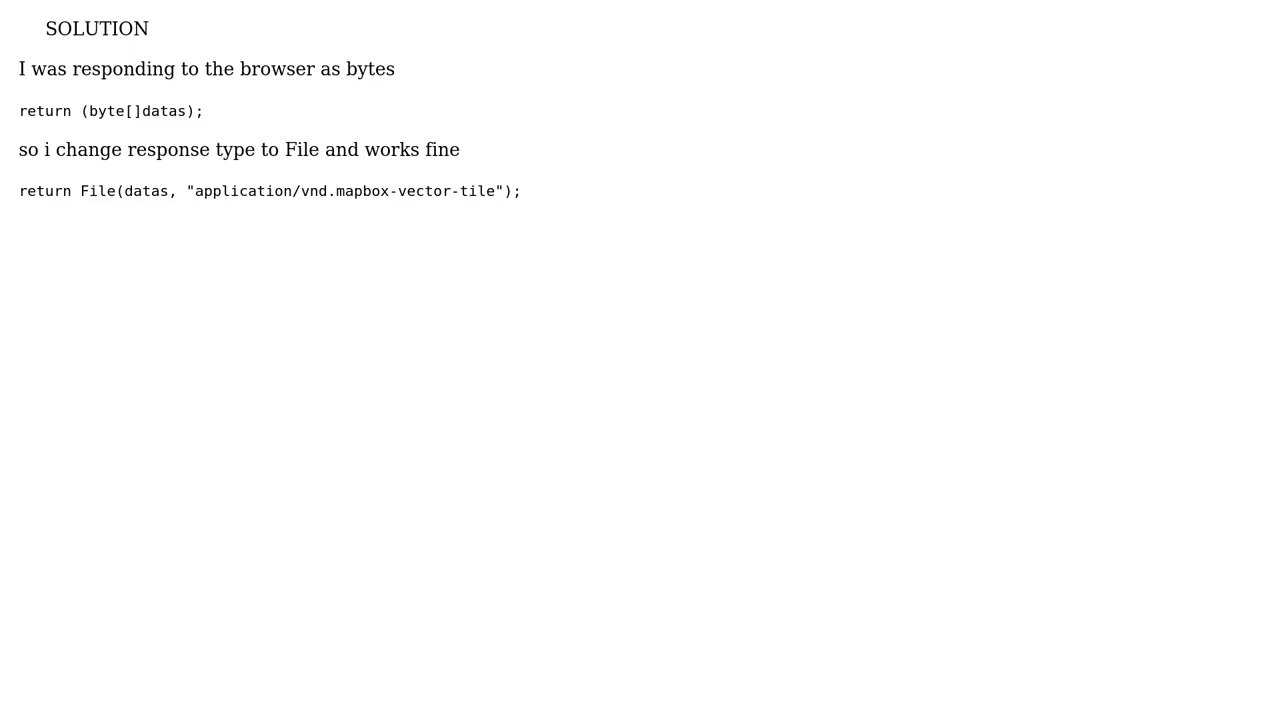 SOLUTION
I was responding to the browser as bytes
return (byte[]datas);
so i change response type to File and works fine
return File(datas, "application/vnd.mapbox-vector-tile");